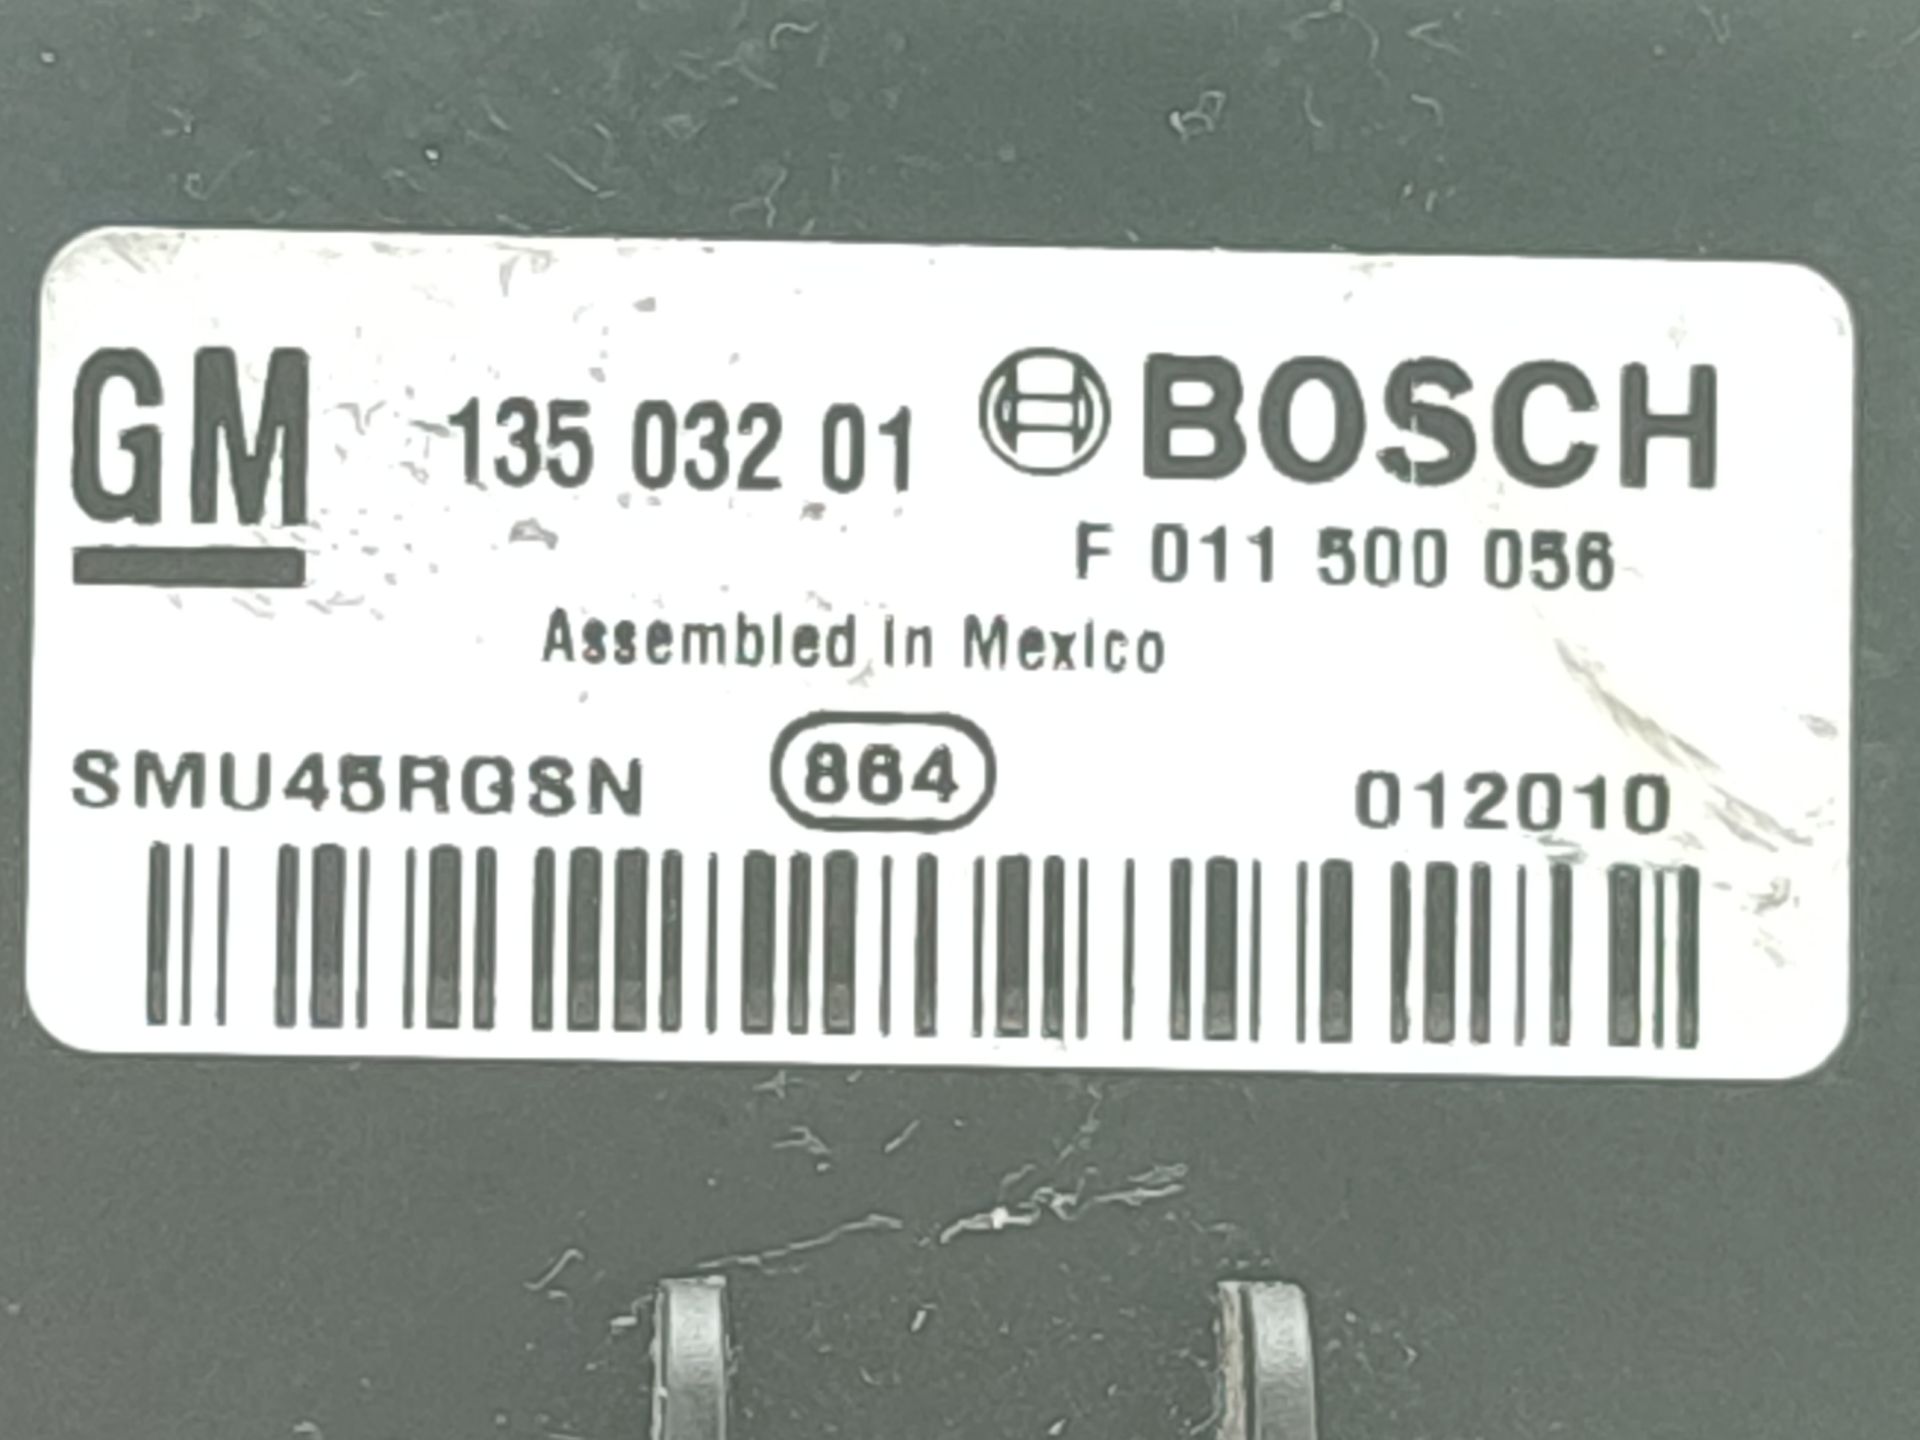 GM 135 032 01 BOSCH
F 011 500 056
Assembled in Mexico
SMU45RGSN 864 012010